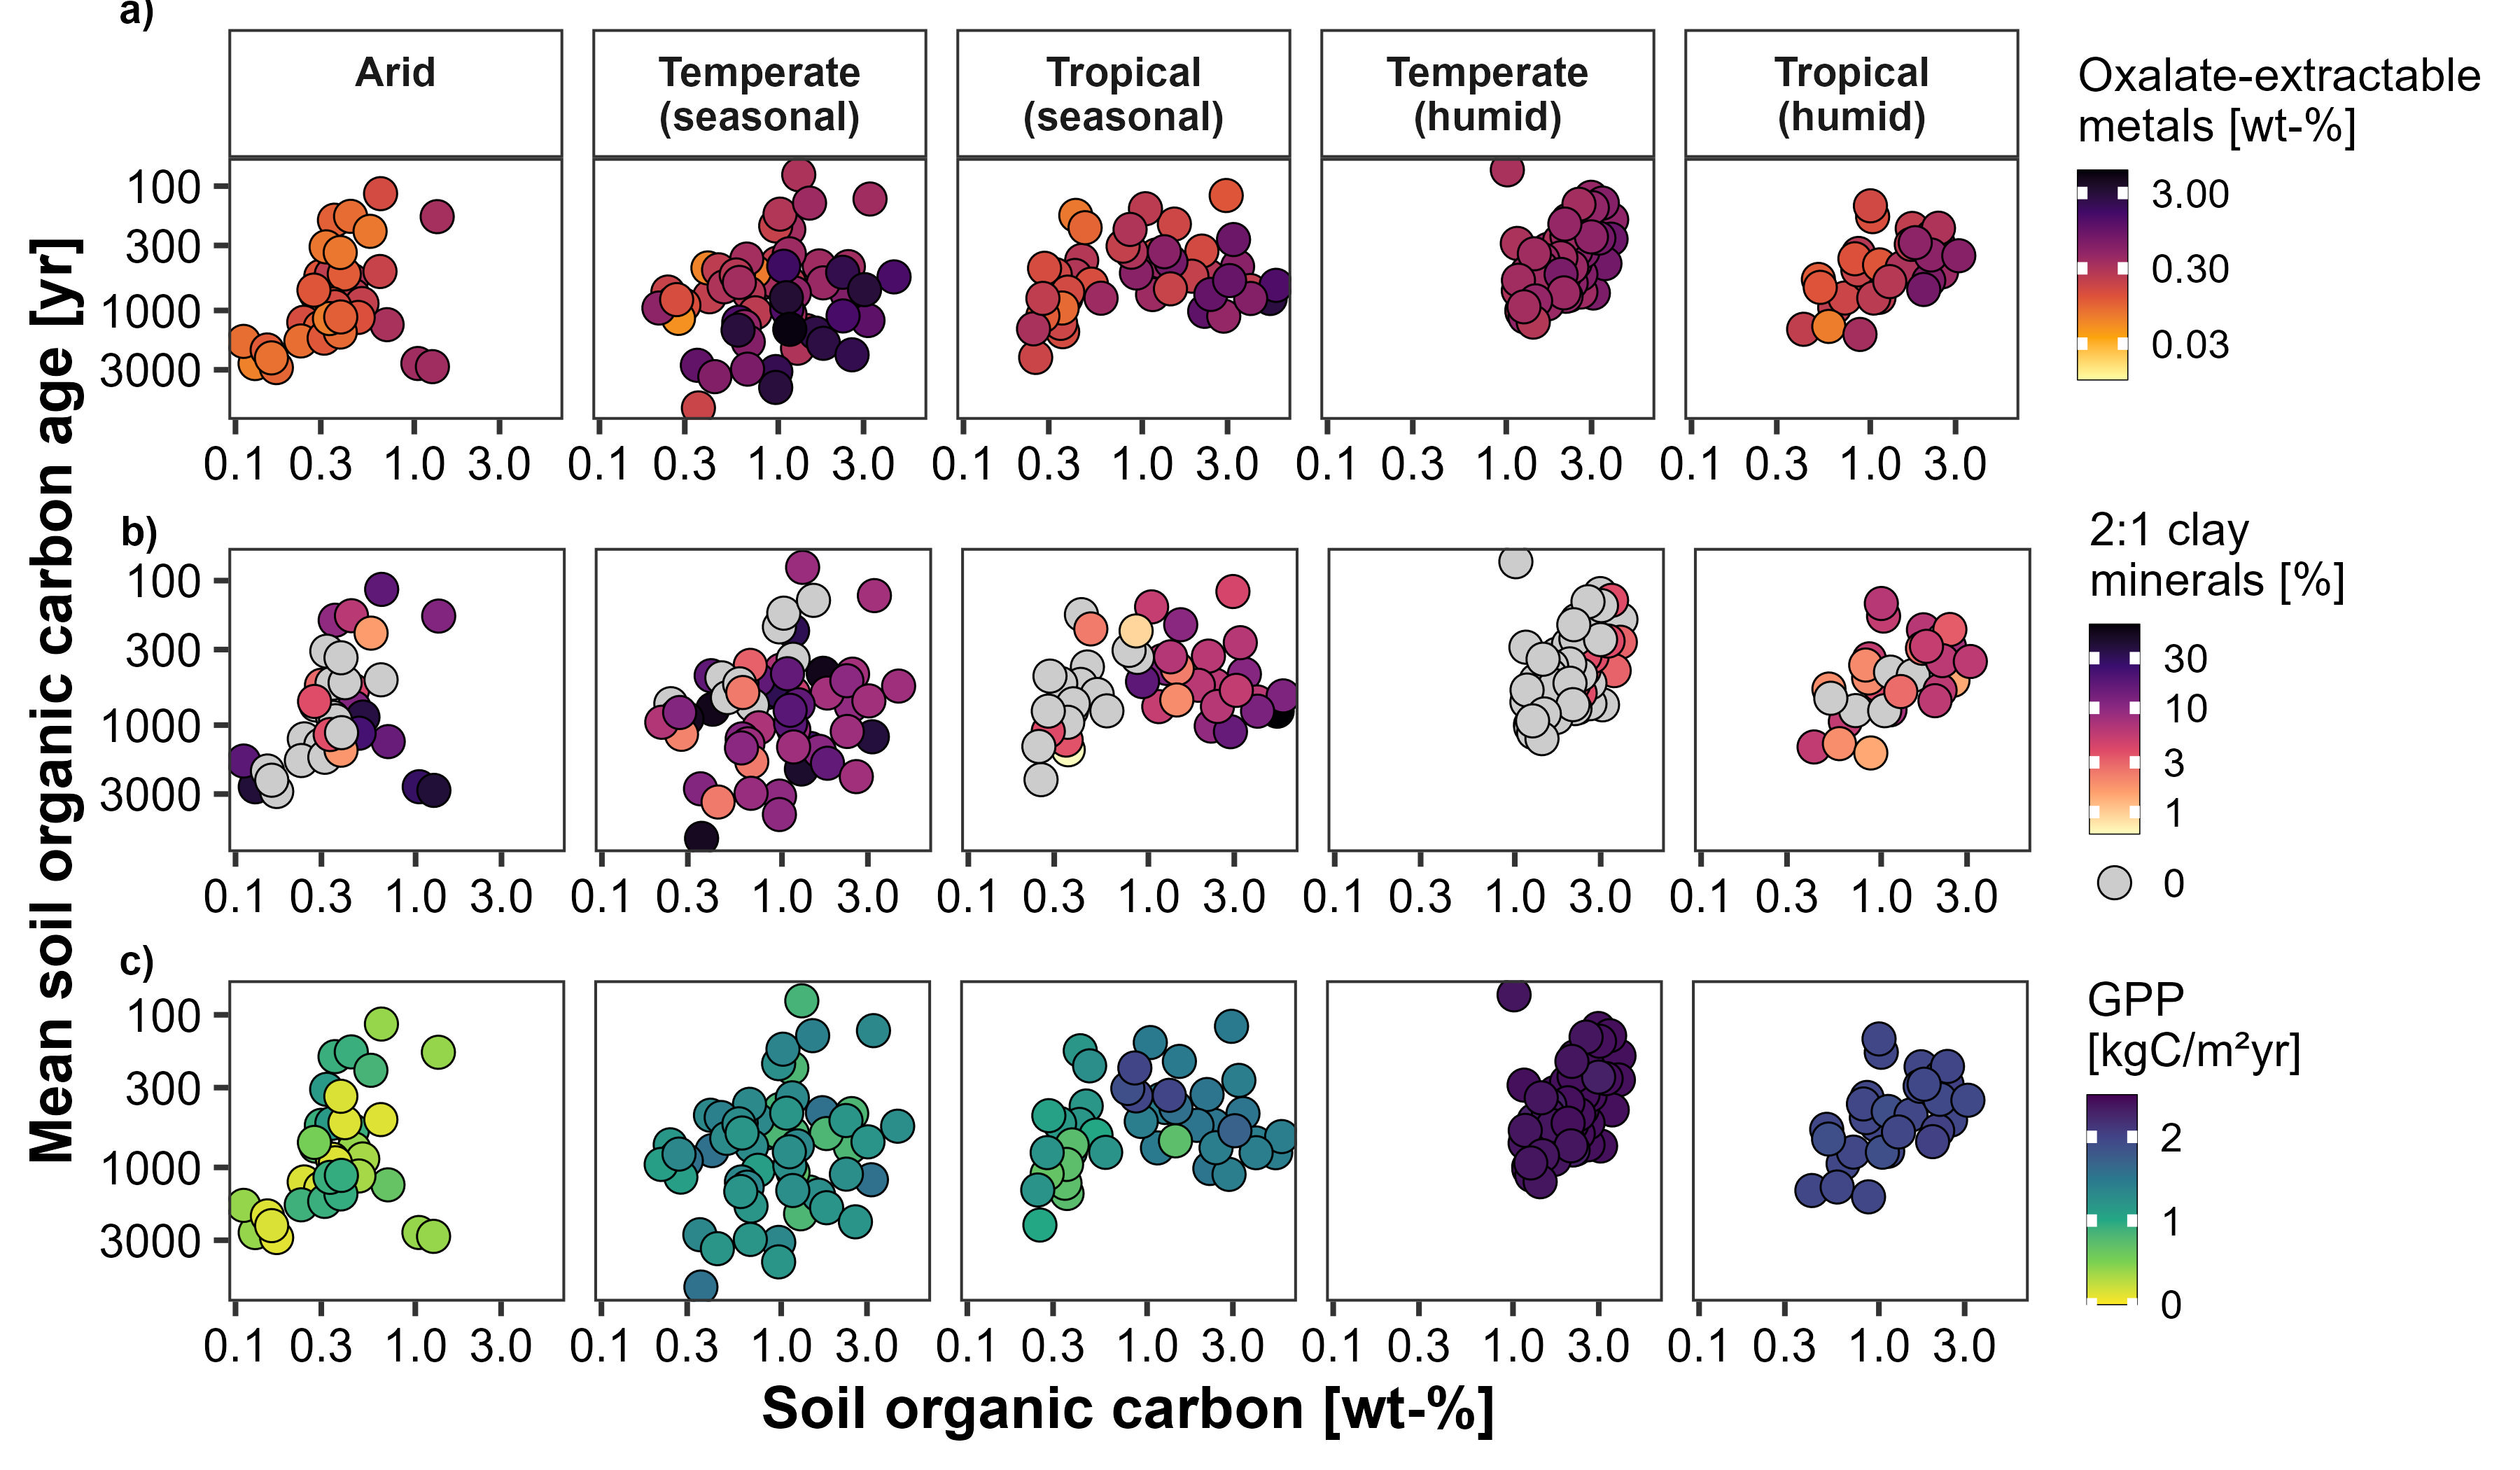 a)
Arid
Temperate
(seasonal)
Tropical
(seasonal)
Temperate
(humid)
Tropical
(humid)
100
300
1000
3000
0.1 0.3 1.0 3.0
0.1 0.3 1.0 3.0
0.1 0.3 1.0 3.0
0.1 0.3 1.0 3.0
0.1 0.3 1.0 3.0
Oxalate-extractable
metals [wt-%]
3.00
0.30
0.03
b)
100
300
1000
3000
0.1 0.3 1.0 3.0
0.1 0.3 1.0 3.0
0.1 0.3 1.0 3.0
0.1 0.3 1.0 3.0
0.1 0.3 1.0 3.0
2:1 clay
minerals [%]
30
10
3
1
0
c)
100
300
1000
3000
0.1 0.3 1.0 3.0
0.1 0.3 1.0 3.0
0.1 0.3 1.0 3.0
0.1 0.3 1.0 3.0
0.1 0.3 1.0 3.0
GPP
[kgC/m²yr]
2
1
0
Mean soil organic carbon age [yr]
Soil organic carbon [wt-%]